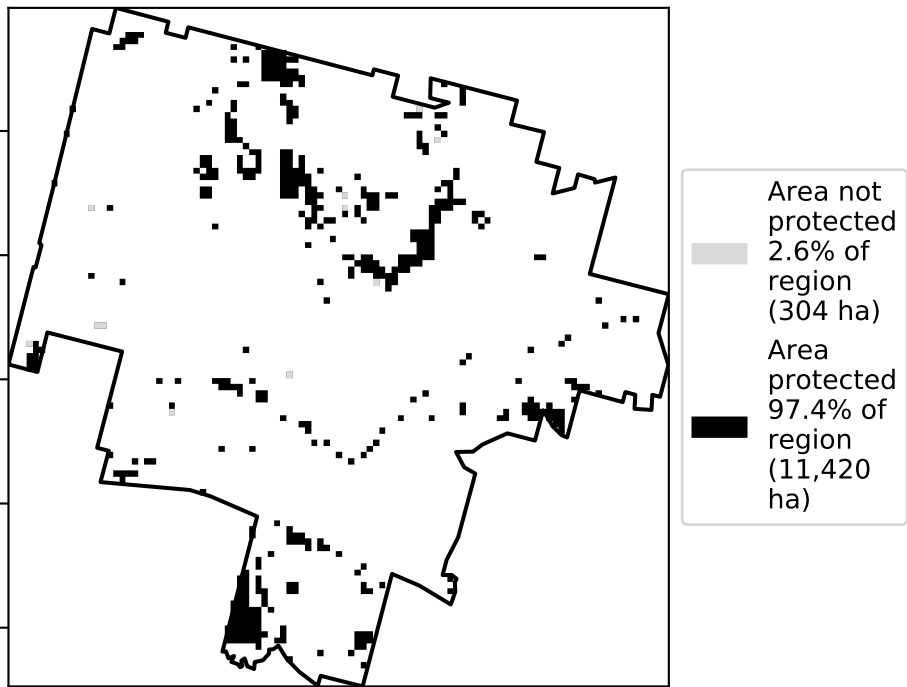 Area not
protected
2.6% of
region
(304 ha)
Area
protected
97.4% of
region
(11,420
ha)